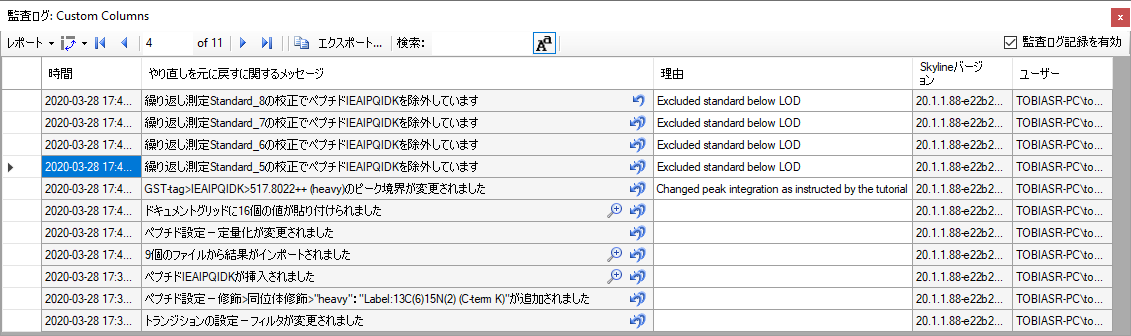 監査ログ: Custom Columns
レポート 4 of 11 エクスポート... 検索: Aa 監査ログ記録を有効
時間 やり直しを元に戻すに関するメッセージ 理由 Skylineバージョン ユーザー
2020-03-28 17:4... 繰り返し測定Standard_8の校正でペプチドIEAIPQIDKを除外しています Excluded standard below LOD 20.1.1.88-e22b2... TOBIASR-PC\to...
2020-03-28 17:4... 繰り返し測定Standard_7の校正でペプチドIEAIPQIDKを除外しています Excluded standard below LOD 20.1.1.88-e22b2... TOBIASR-PC\to...
2020-03-28 17:4... 繰り返し測定Standard_6の校正でペプチドIEAIPQIDKを除外しています Excluded standard below LOD 20.1.1.88-e22b2... TOBIASR-PC\to...
2020-03-28 17:4... 繰り返し測定Standard_5の校正でペプチドIEAIPQIDKを除外しています Excluded standard below LOD 20.1.1.88-e22b2... TOBIASR-PC\to...
2020-03-28 17:4... GST-tag>IEAIPQIDK>517.8022++ (heavy)のピーク境界が変更されました Changed peak integration as instructed by the tutorial 20.1.1.88-e22b2... TOBIASR-PC\to...
2020-03-28 17:4... ドキュメントグリッドに16個の値が貼り付けられました 20.1.1.88-e22b2... TOBIASR-PC\to...
2020-03-28 17:4... ペプチド設定 – 定量化が変更されました 20.1.1.88-e22b2... TOBIASR-PC\to...
2020-03-28 17:4... 9個のファイルから結果がインポートされました 20.1.1.88-e22b2... TOBIASR-PC\to...
2020-03-28 17:3... ペプチドIEAIPQIDKが挿入されました 20.1.1.88-e22b2... TOBIASR-PC\to...
2020-03-28 17:3... ペプチド設定 – 修飾>同位体修飾>"heavy": "Label:13C(6)15N(2) (C-term K)"が追加されました 20.1.1.88-e22b2... TOBIASR-PC\to...
2020-03-28 17:3... トランジションの設定 – フィルタが変更されました 20.1.1.88-e22b2... TOBIASR-PC\to...